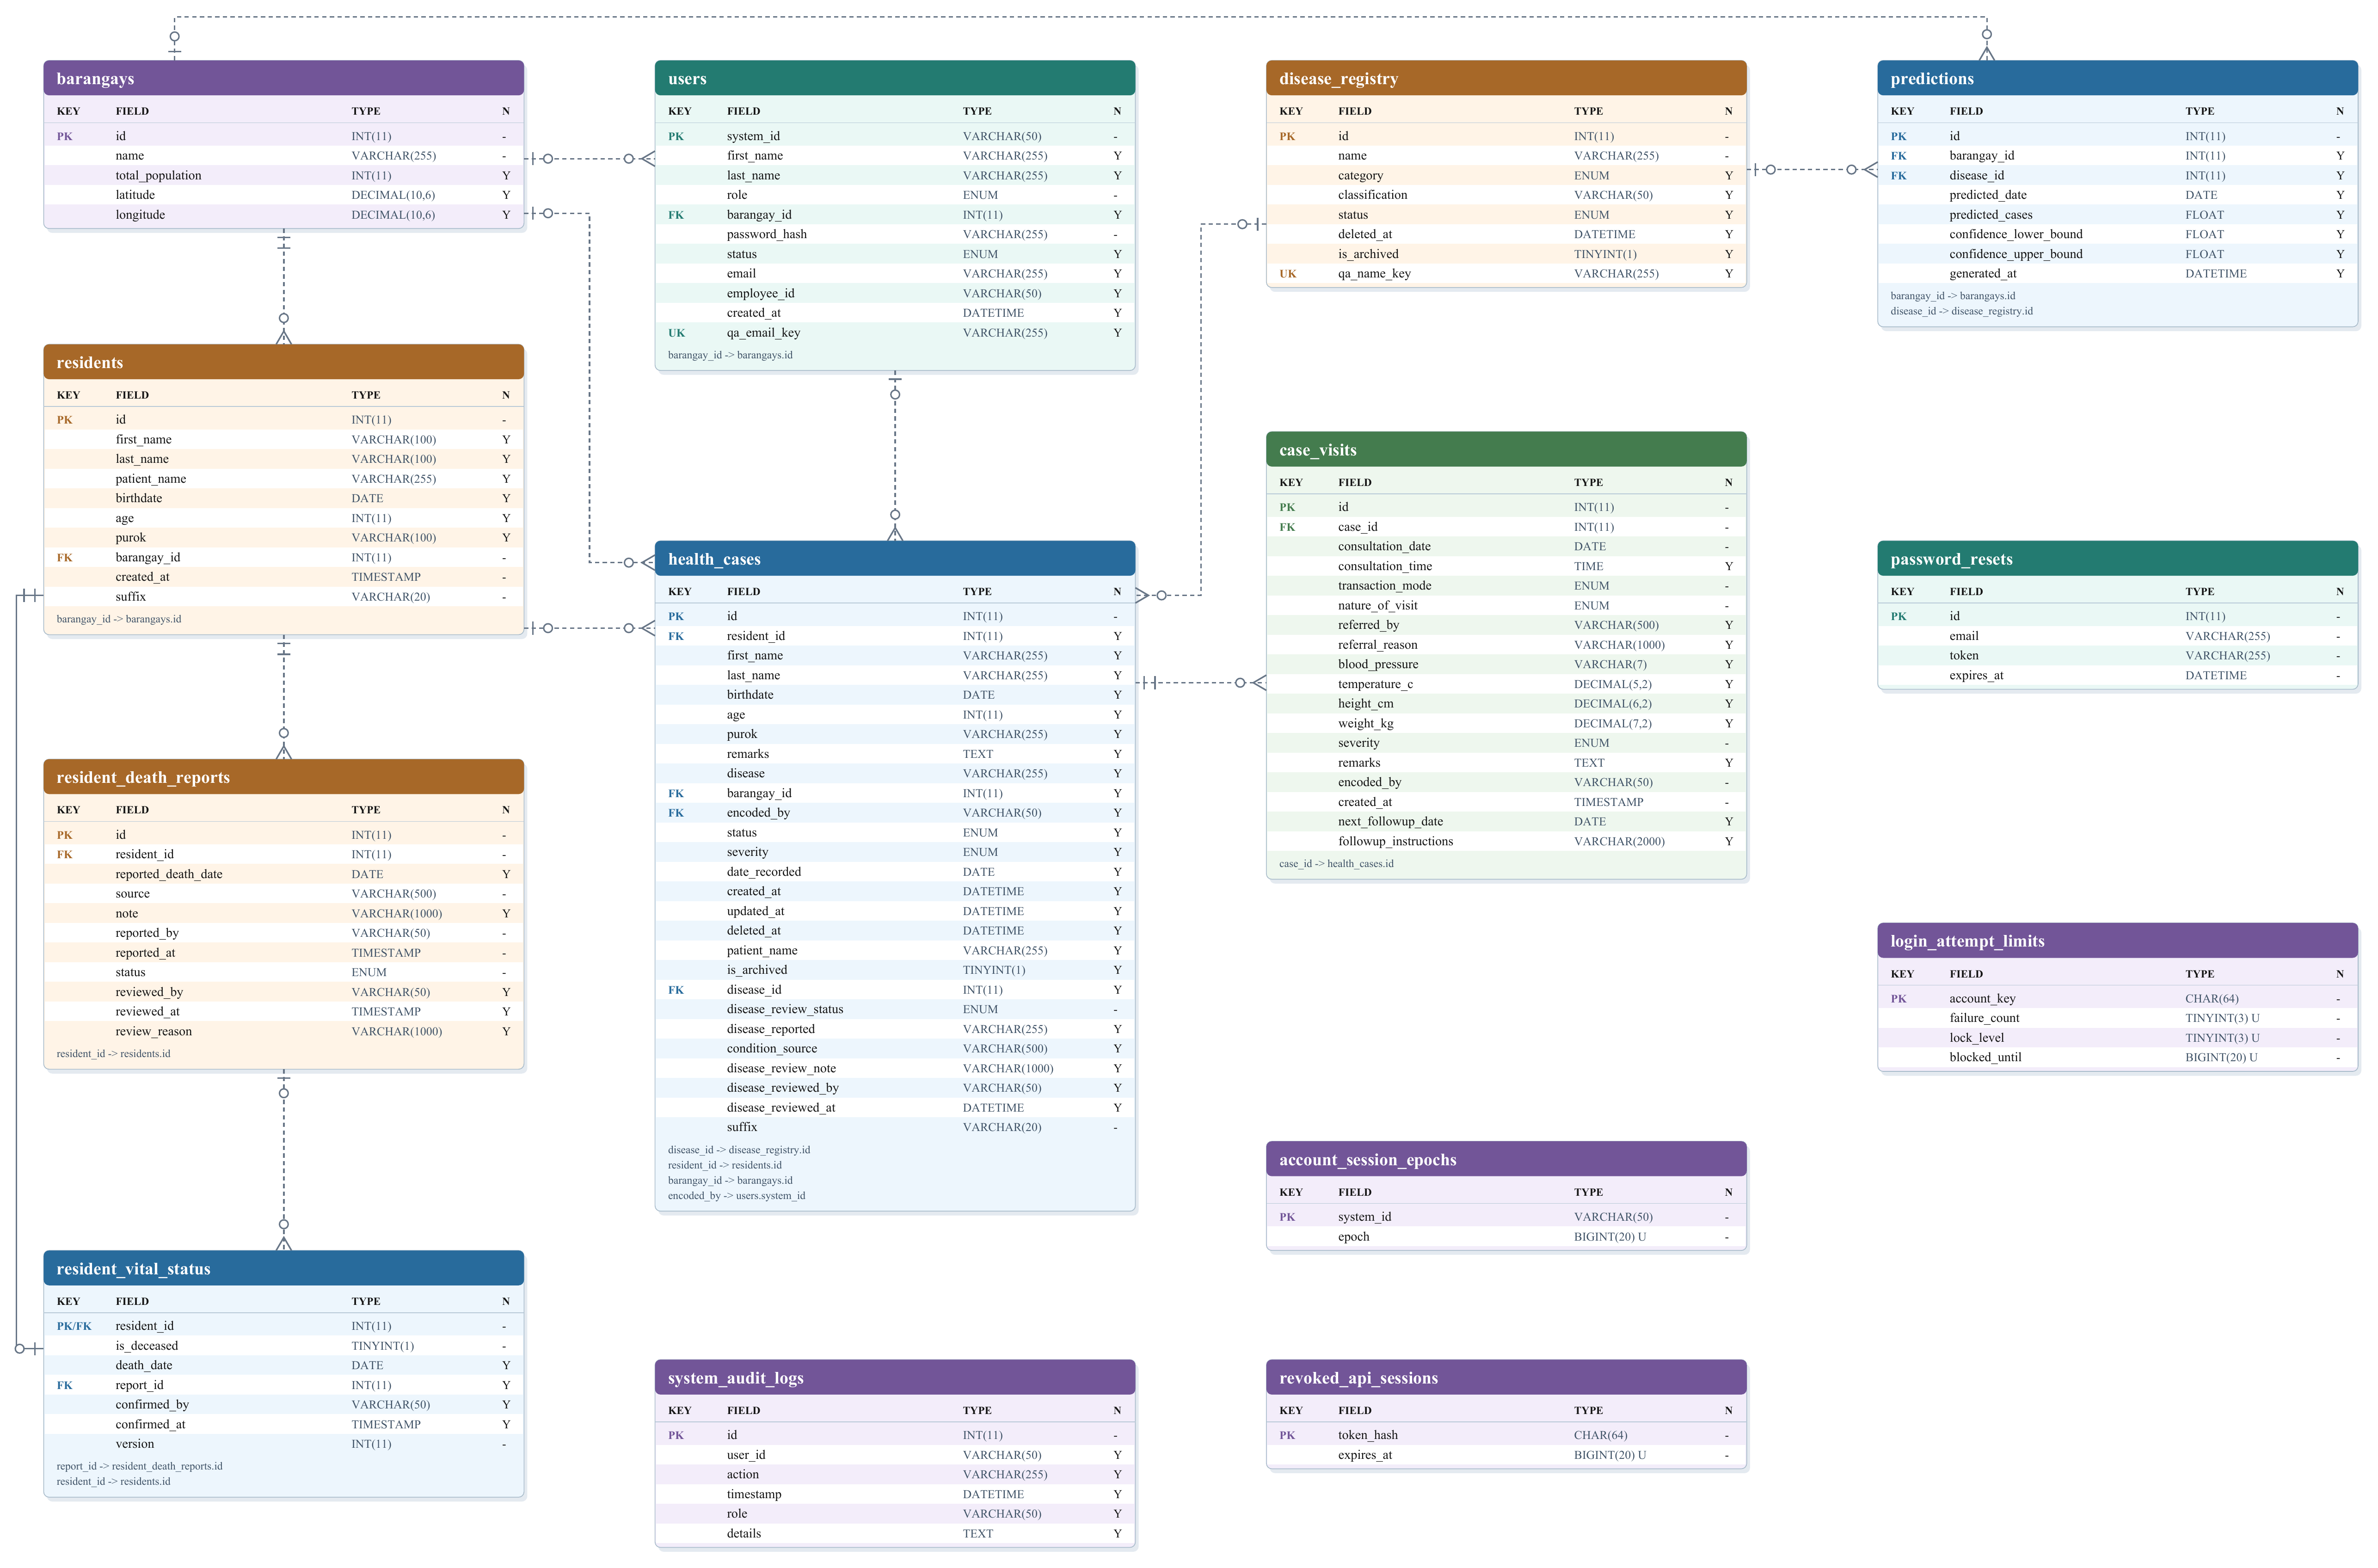 barangays
KEY FIELD TYPE N
PK id INT(11) -
name VARCHAR(255) -
total_population INT(11) Y
latitude DECIMAL(10,6) Y
longitude DECIMAL(10,6) Y
users
KEY FIELD TYPE N
PK system_id VARCHAR(50) -
first_name VARCHAR(255) Y
last_name VARCHAR(255) Y
role ENUM -
FK barangay_id INT(11) Y
password_hash VARCHAR(255) -
status ENUM Y
email VARCHAR(255) Y
employee_id VARCHAR(50) Y
created_at DATETIME Y
UK qa_email_key VARCHAR(255) Y
barangay_id -> barangays.id
disease_registry
KEY FIELD TYPE N
PK id INT(11) -
name VARCHAR(255) -
category ENUM Y
classification VARCHAR(50) Y
status ENUM Y
deleted_at DATETIME Y
is_archived TINYINT(1) Y
UK qa_name_key VARCHAR(255) Y
predictions
KEY FIELD TYPE N
PK id INT(11) -
FK barangay_id INT(11) Y
FK disease_id INT(11) Y
predicted_date DATE Y
predicted_cases FLOAT Y
confidence_lower_bound FLOAT Y
confidence_upper_bound FLOAT Y
generated_at DATETIME Y
barangay_id -> barangays.id
disease_id -> disease_registry.id
residents
KEY FIELD TYPE N
PK id INT(11) -
first_name VARCHAR(100) Y
last_name VARCHAR(100) Y
patient_name VARCHAR(255) Y
birthdate DATE Y
age INT(11) Y
purok VARCHAR(100) Y
FK barangay_id INT(11) -
created_at TIMESTAMP -
suffix VARCHAR(20) -
barangay_id -> barangays.id
health_cases
KEY FIELD TYPE N
PK id INT(11) -
FK resident_id INT(11) Y
first_name VARCHAR(255) Y
last_name VARCHAR(255) Y
birthdate DATE Y
age INT(11) Y
purok VARCHAR(255) Y
remarks TEXT Y
disease VARCHAR(255) Y
FK barangay_id INT(11) Y
FK encoded_by VARCHAR(50) Y
status ENUM Y
severity ENUM Y
date_recorded DATE Y
created_at DATETIME Y
updated_at DATETIME Y
deleted_at DATETIME Y
patient_name VARCHAR(255) Y
is_archived TINYINT(1) Y
FK disease_id INT(11) Y
disease_review_status ENUM -
disease_reported VARCHAR(255) Y
condition_source VARCHAR(500) Y
disease_review_note VARCHAR(1000) Y
disease_reviewed_by VARCHAR(50) Y
disease_reviewed_at DATETIME Y
suffix VARCHAR(20) -
disease_id -> disease_registry.id
resident_id -> residents.id
barangay_id -> barangays.id
encoded_by -> users.system_id
case_visits
KEY FIELD TYPE N
PK id INT(11) -
FK case_id INT(11) -
consultation_date DATE -
consultation_time TIME Y
transaction_mode ENUM -
nature_of_visit ENUM -
referred_by VARCHAR(500) Y
referral_reason VARCHAR(1000) Y
blood_pressure VARCHAR(7) Y
temperature_c DECIMAL(5,2) Y
height_cm DECIMAL(6,2) Y
weight_kg DECIMAL(7,2) Y
severity ENUM -
remarks TEXT Y
encoded_by VARCHAR(50) -
created_at TIMESTAMP -
next_followup_date DATE Y
followup_instructions VARCHAR(2000) Y
case_id -> health_cases.id
password_resets
KEY FIELD TYPE N
PK id INT(11) -
email VARCHAR(255) -
token VARCHAR(255) -
expires_at DATETIME -
resident_death_reports
KEY FIELD TYPE N
PK id INT(11) -
FK resident_id INT(11) -
reported_death_date DATE Y
source VARCHAR(500) -
note VARCHAR(1000) Y
reported_by VARCHAR(50) -
reported_at TIMESTAMP -
status ENUM -
reviewed_by VARCHAR(50) Y
reviewed_at TIMESTAMP Y
review_reason VARCHAR(1000) Y
resident_id -> residents.id
login_attempt_limits
KEY FIELD TYPE N
PK account_key CHAR(64) -
failure_count TINYINT(3) U -
lock_level TINYINT(3) U -
blocked_until BIGINT(20) U -
account_session_epochs
KEY FIELD TYPE N
PK system_id VARCHAR(50) -
epoch BIGINT(20) U -
resident_vital_status
KEY FIELD TYPE N
PK/FK resident_id INT(11) -
is_deceased TINYINT(1) -
death_date DATE Y
FK report_id INT(11) Y
confirmed_by VARCHAR(50) Y
confirmed_at TIMESTAMP Y
version INT(11) -
report_id -> resident_death_reports.id
resident_id -> residents.id
system_audit_logs
KEY FIELD TYPE N
PK id INT(11) -
user_id VARCHAR(50) Y
action VARCHAR(255) Y
timestamp DATETIME Y
role VARCHAR(50) Y
details TEXT Y
revoked_api_sessions
KEY FIELD TYPE N
PK token_hash CHAR(64) -
expires_at BIGINT(20) U -